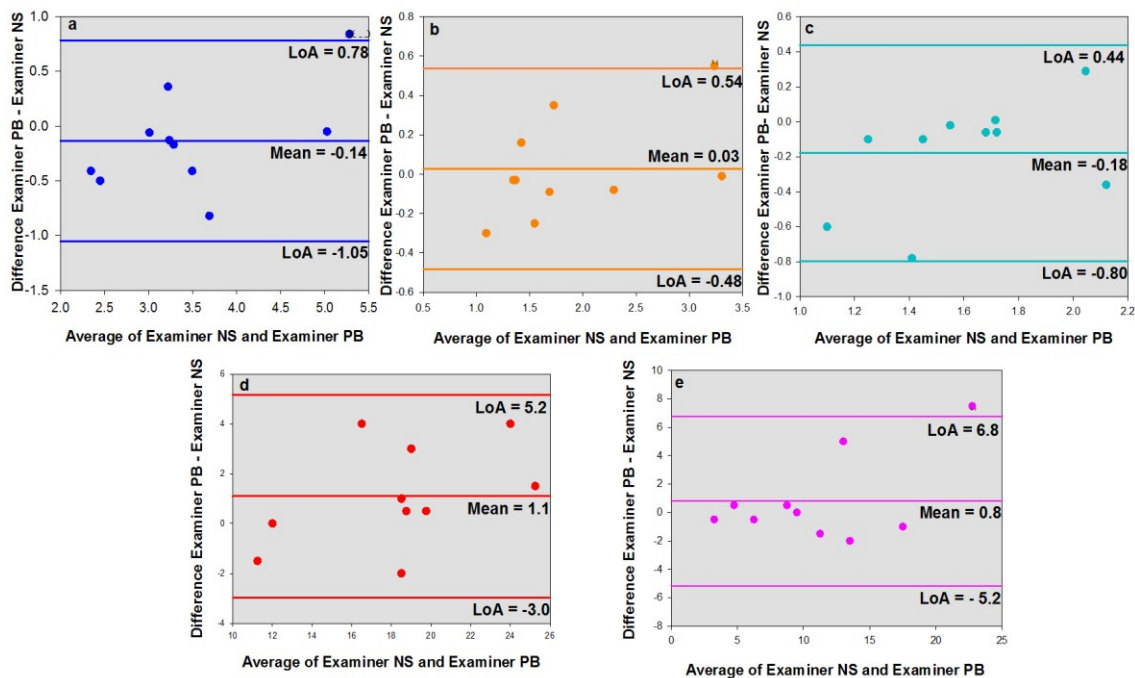 a
1.0
0.5
0.0
-0.5
-1.0
-1.5
LoA = 0.78
Mean = -0.14
LoA = -1.05
2.0 2.5 3.0 3.5 4.0 4.5 5.0 5.5
Difference Examiner PB - Examiner NS
Average of Examiner NS and Examiner PB
b
0.8
0.6
0.4
0.2
0.0
-0.2
-0.4
-0.6
LoA = 0.54
Mean = 0.03
LoA = -0.48
0.5 1.0 1.5 2.0 2.5 3.0 3.5
Difference Examiner PB - Examiner NS
Average of Examiner NS and Examiner PB
c
0.6
0.4
0.2
0.0
-0.2
-0.4
-0.6
-0.8
-1.0
LoA = 0.44
Mean = -0.18
LoA = -0.80
1.0 1.2 1.4 1.6 1.8 2.0 2.2
Difference Examiner PB- Examiner NS
Average of Examiner NS and Examiner PB
d
6
4
2
0
-2
-4
LoA = 5.2
Mean = 1.1
LoA = -3.0
10 12 14 16 18 20 22 24 26
Difference Examiner PB - Examiner NS
Average of Examiner NS and Examiner PB
e
10
8
6
4
2
0
-2
-4
-6
-8
LoA = 6.8
Mean = 0.8
LoA = - 5.2
0 5 10 15 20 25
Difference Examiner PB - Examiner NS
Average of Examiner NS and Examiner PB